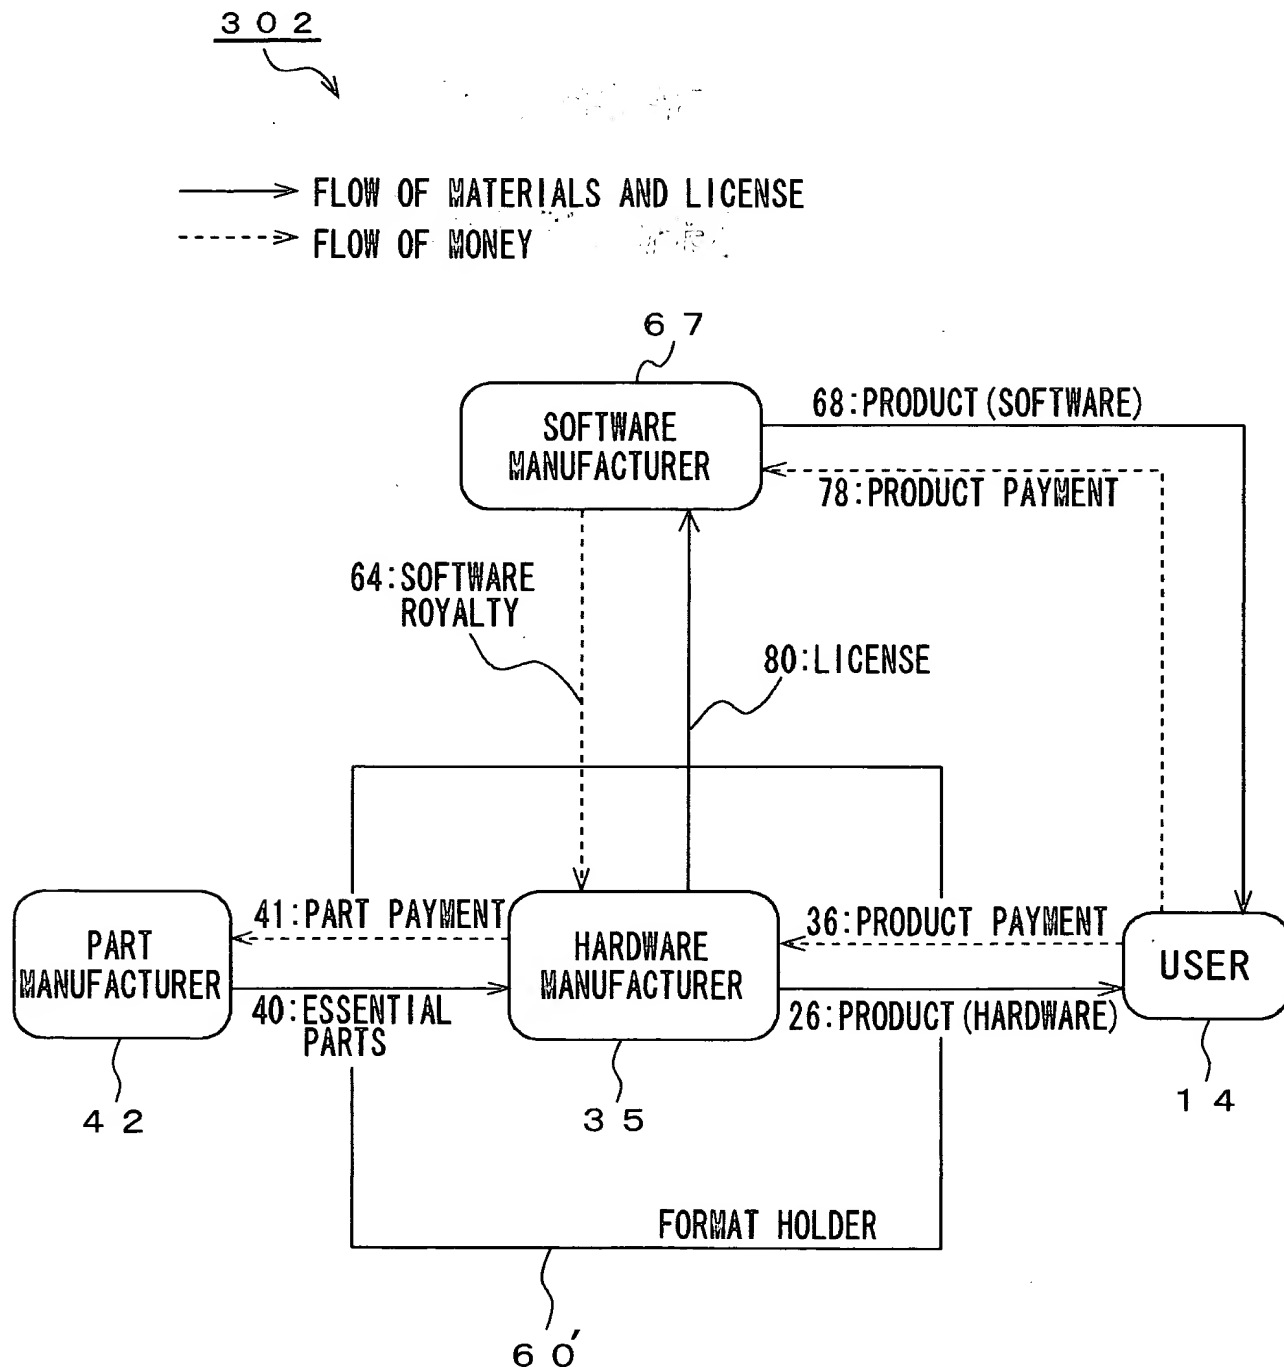 302
FLOW OF MATERIALS AND LICENSE
FLOW OF MONEY
67
SOFTWARE
MANUFACTURER
68:PRODUCT(SOFTWARE)
78:PRODUCT PAYMENT
64:SOFTWARE
ROYALTY
80:LICENSE
41:PART PAYMENT
36:PRODUCT PAYMENT
PART
MANUFACTURER
HARDWARE
MANUFACTURER
USER
40:ESSENTIAL
PARTS
26:PRODUCT(HARDWARE)
42
35
14
FORMAT HOLDER
60'